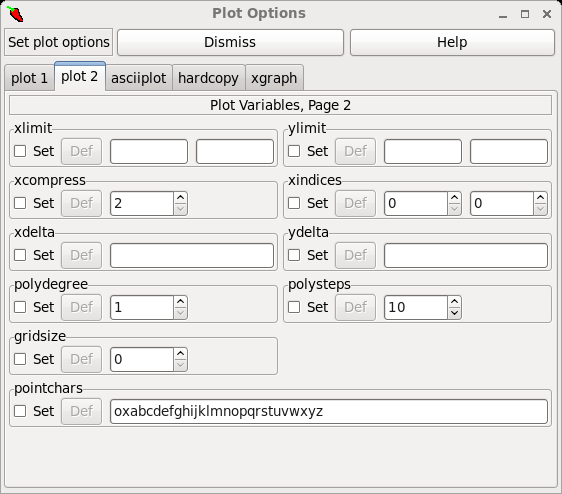 Plot Options
Set plot options Dismiss Help
plot 1 plot 2 asciiplot hardcopy xgraph
Plot Variables, Page 2
xlimit ylimit
Set Def Set Def
xcompress xindices
Set Def 2 Set Def 0 0
xdelta ydelta
Set Def Set Def
polydegree polysteps
Set Def 1 Set Def 10
gridsize
Set Def 0
pointchars
Set Def oxabcdefghijklmnopqrstuvwxyz